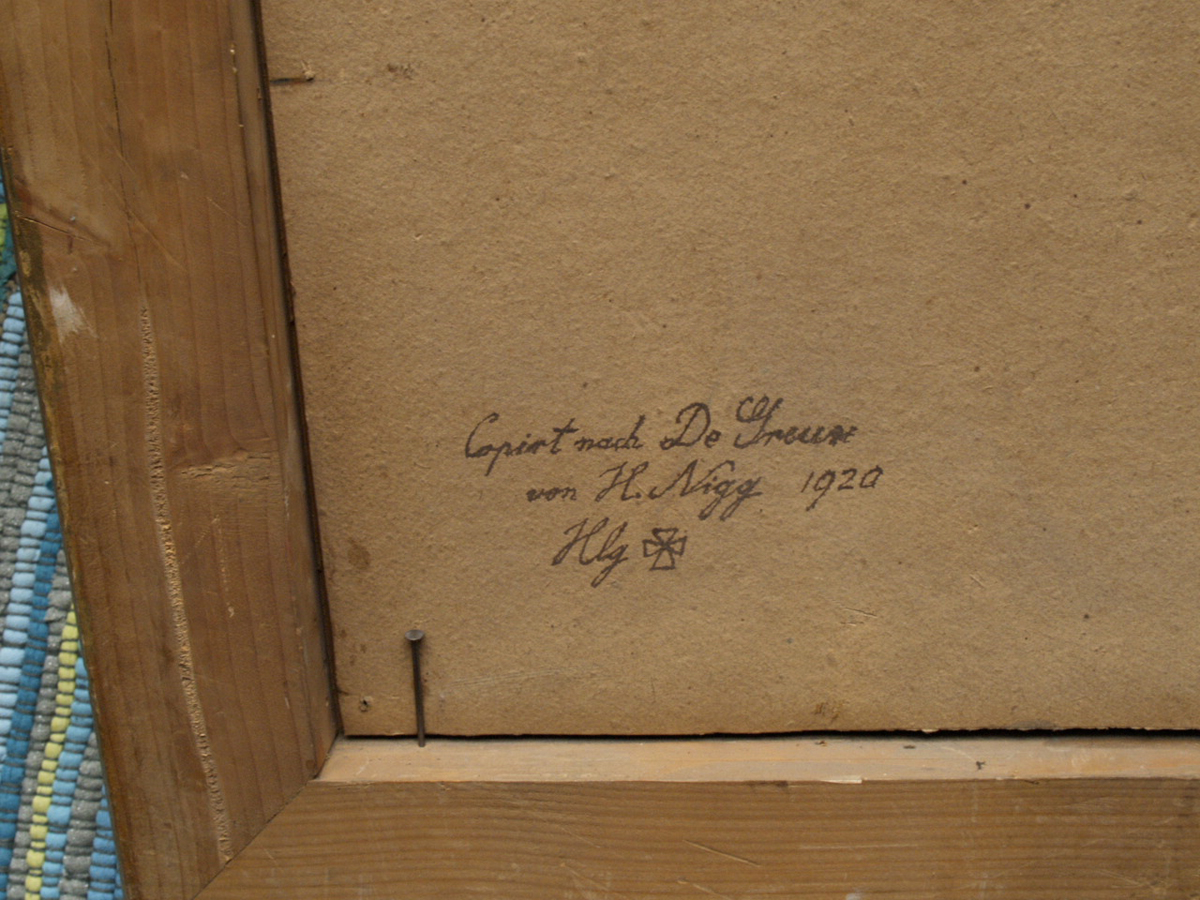 Copirt nach De Greuze
von H. Nigg 1920
Hlg